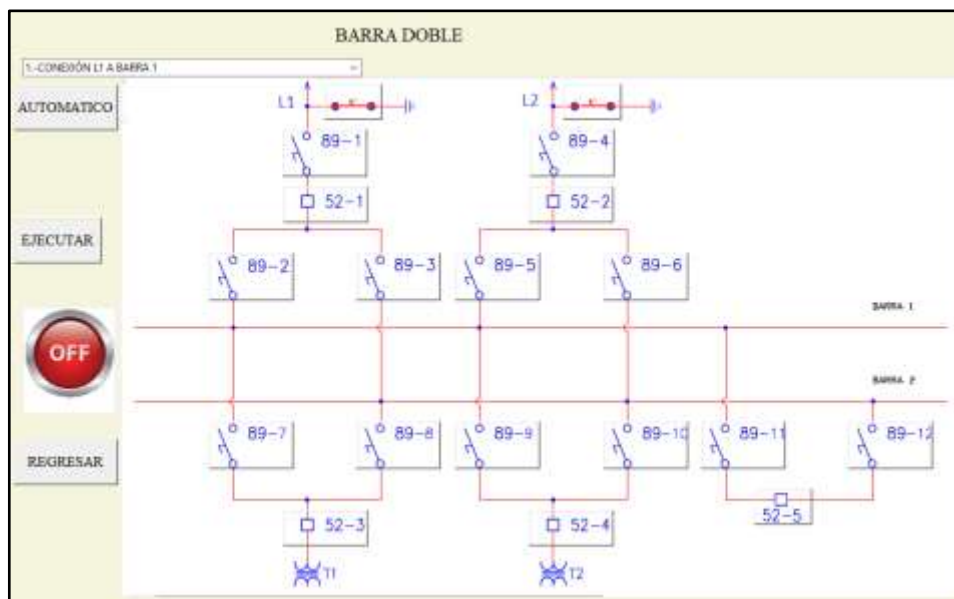 BARRA DOBLE
1.-CONEXIÓN L1 A BARRA 1
AUTOMATICO
L1
L2
89-1
89-4
52-1
52-2
EJECUTAR
89-2
89-3
89-5
89-6
BARRA 1
OFF
BARRA 2
89-7
89-8
89-9
89-10
89-11
89-12
REGRESAR
52-3
52-4
52-5
T1
T2